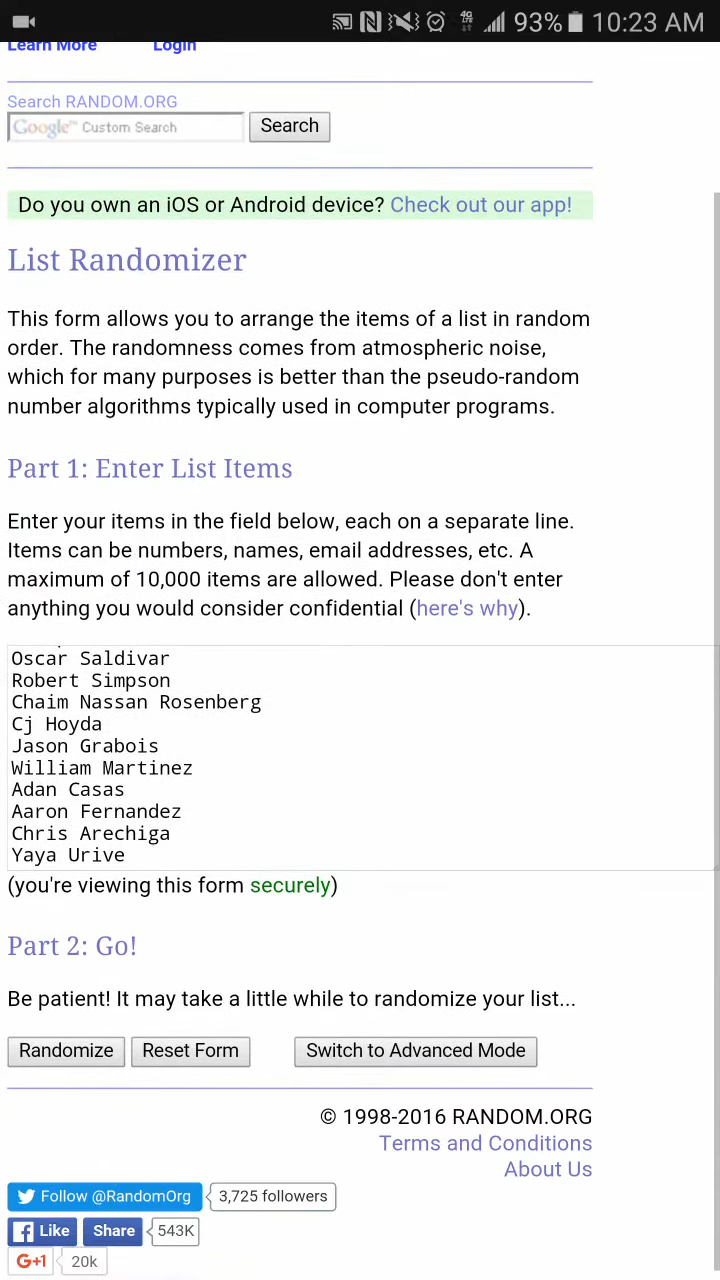 93% 10:23 AM
Learn More Login
Search RANDOM.ORG
Google™ Custom Search Search
Do you own an iOS or Android device? Check out our app!
List Randomizer
This form allows you to arrange the items of a list in random
order. The randomness comes from atmospheric noise,
which for many purposes is better than the pseudo-random
number algorithms typically used in computer programs.
Part 1: Enter List Items
Enter your items in the field below, each on a separate line.
Items can be numbers, names, email addresses, etc. A
maximum of 10,000 items are allowed. Please don't enter
anything you would consider confidential (here's why).
Oscar Saldivar
Robert Simpson
Chaim Nassan Rosenberg
Cj Hoyda
Jason Grabois
William Martinez
Adan Casas
Aaron Fernandez
Chris Arechiga
Yaya Urive
(you're viewing this form securely)
Part 2: Go!
Be patient! It may take a little while to randomize your list...
Randomize Reset Form Switch to Advanced Mode
© 1998-2016 RANDOM.ORG
Terms and Conditions
About Us
Follow @RandomOrg 3,725 followers
Like Share 543K
G+1 20k